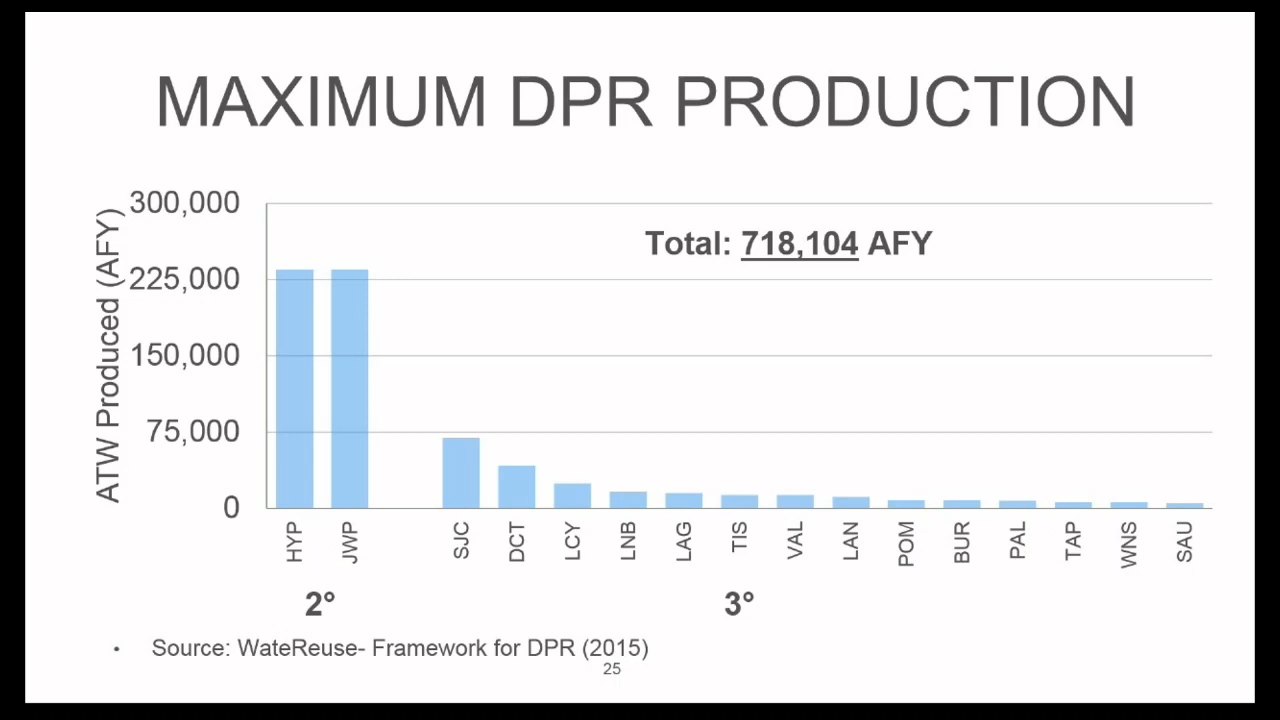 MAXIMUM DPR PRODUCTION
ATW Produced (AFY)
300,000
225,000
150,000
75,000
0
Total: 718,104 AFY
HYP JWP SJC DCT LCY LNB LAG TIS VAL LAN POM BUR PAL TAP WNS SAU
2° 3°
• Source: WateReuse- Framework for DPR (2015)
25